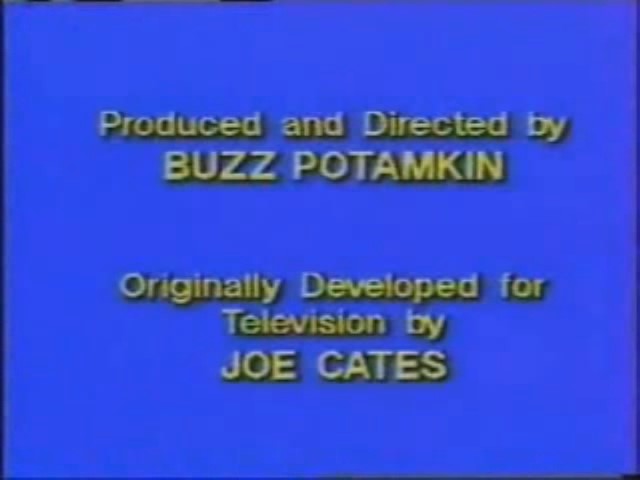 Produced and Directed by
BUZZ POTAMKIN
Originally Developed for
Television by
JOE CATES